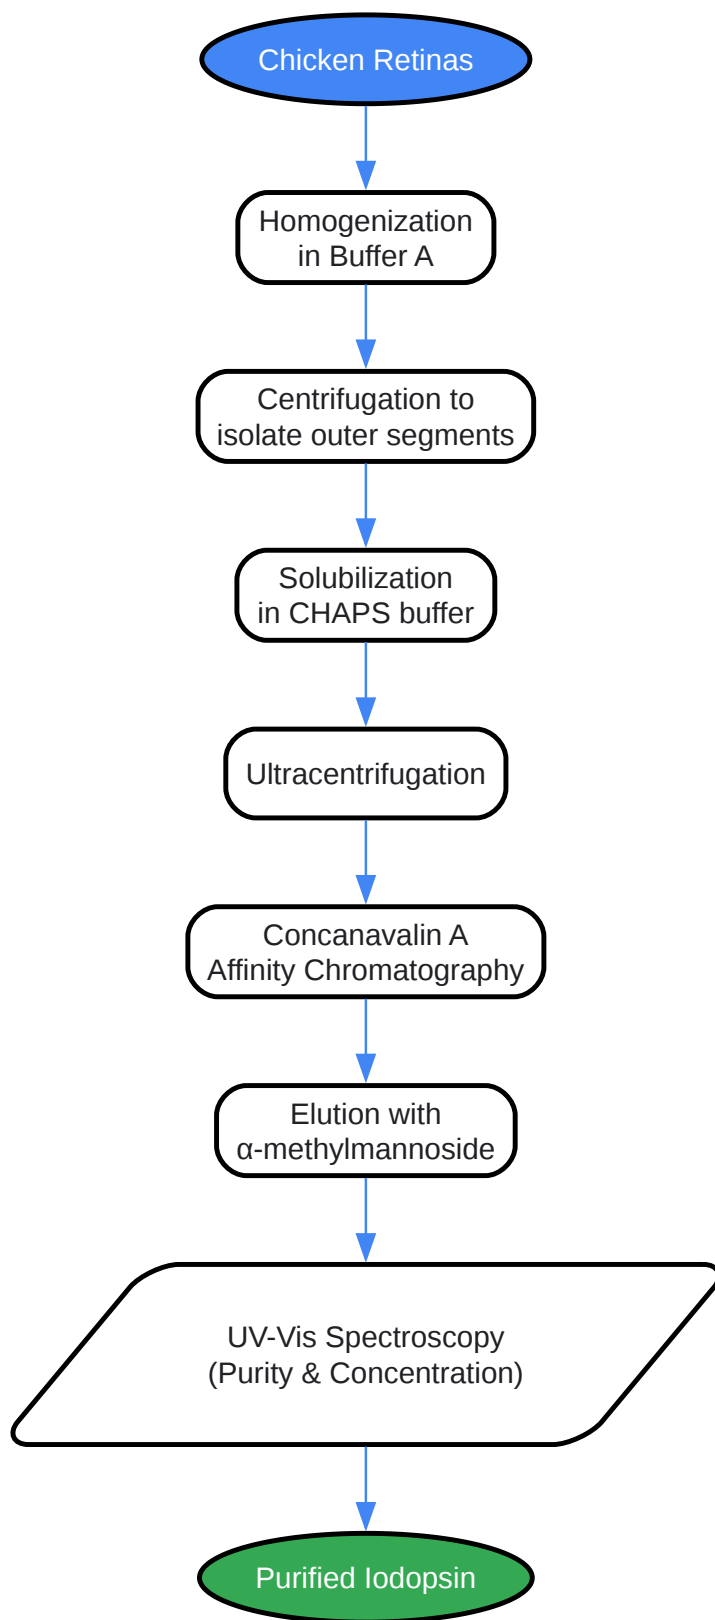 Chicken Retinas
Homogenization
in Buffer A
Centrifugation to
isolate outer segments
Solubilization
in CHAPS buffer
Ultracentrifugation
Concanavalin A
Affinity Chromatography
Elution with
α-methylmannoside
UV-Vis Spectroscopy
(Purity & Concentration)
Purified Iodopsin